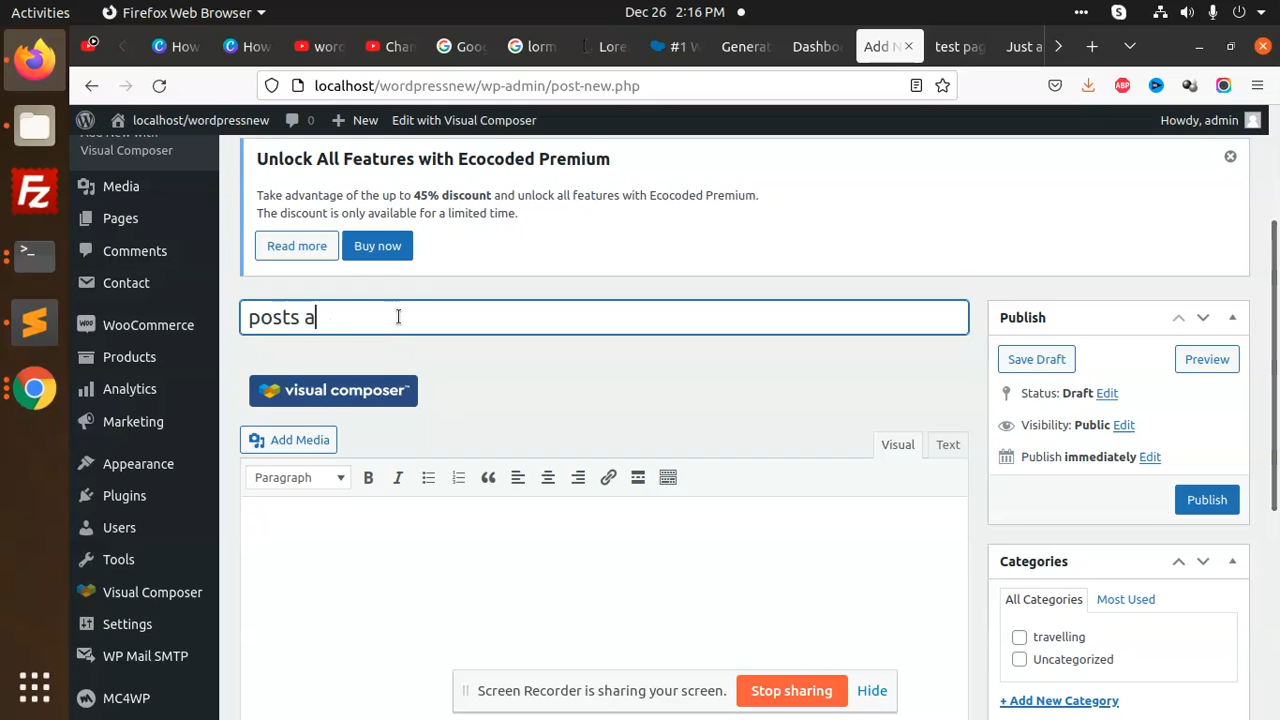 Activities
Firefox Web Browser
Dec 26 2:16 PM
How
How
word
Chan
Goo
lorm
Lore
#1 W
Genera
Dashbo
Add N
test pag
Just a
localhost/wordpressnew/wp-admin/post-new.php
localhost/wordpressnew
0
New
Edit with Visual Composer
Howdy, admin
Add New with
Visual Composer
Media
Pages
Comments
Contact
WooCommerce
Products
Analytics
Marketing
Appearance
Plugins
Users
Tools
Visual Composer
Settings
WP Mail SMTP
MC4WP
Unlock All Features with Ecocoded Premium
Take advantage of the up to 45% discount and unlock all features with Ecocoded Premium.
The discount is only available for a limited time.
Read more
Buy now
posts a
visual composer™
Add Media
Visual
Text
Paragraph
B
I
Publish
Save Draft
Preview
Status: Draft Edit
Visibility: Public Edit
Publish immediately Edit
Publish
Categories
All Categories
Most Used
travelling
Uncategorized
+ Add New Category
Screen Recorder is sharing your screen.
Stop sharing
Hide